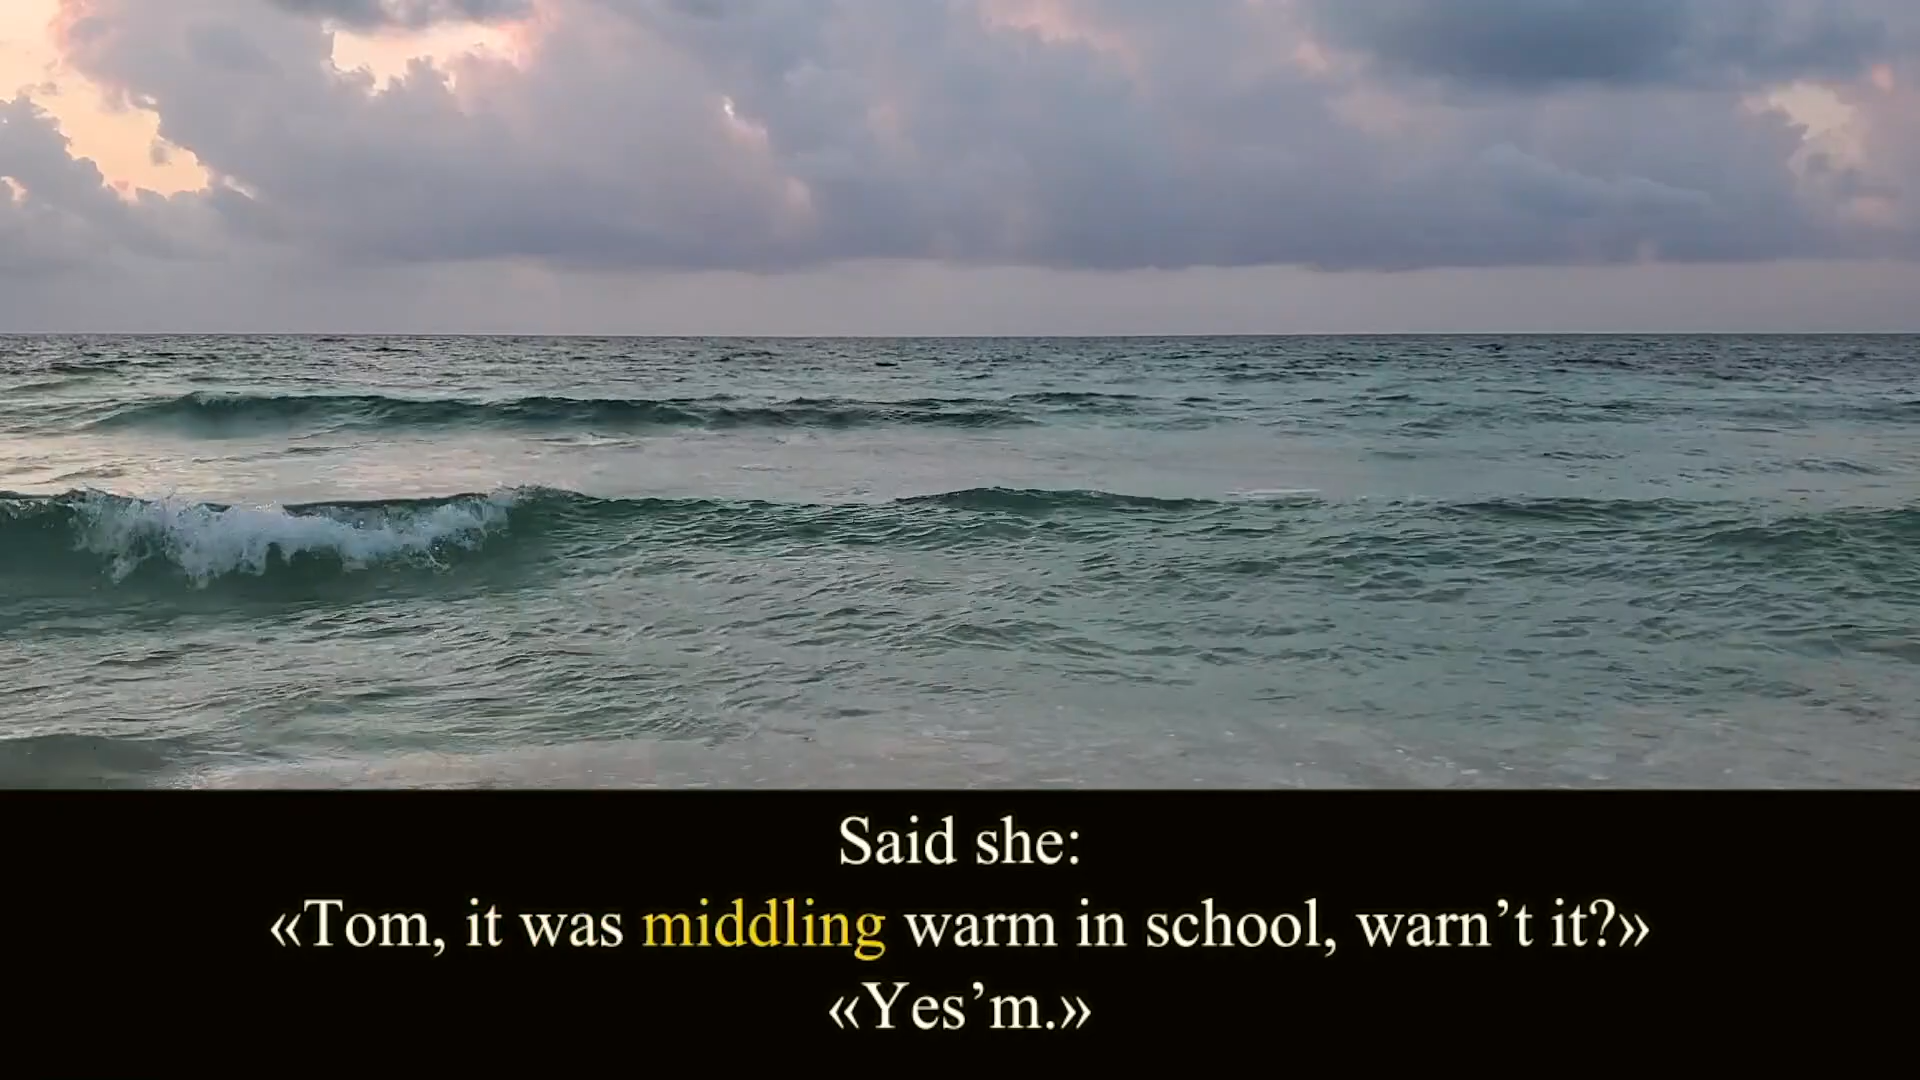 Said she:
«Tom, it was middling warm in school, warn’t it?»
«Yes’m.»